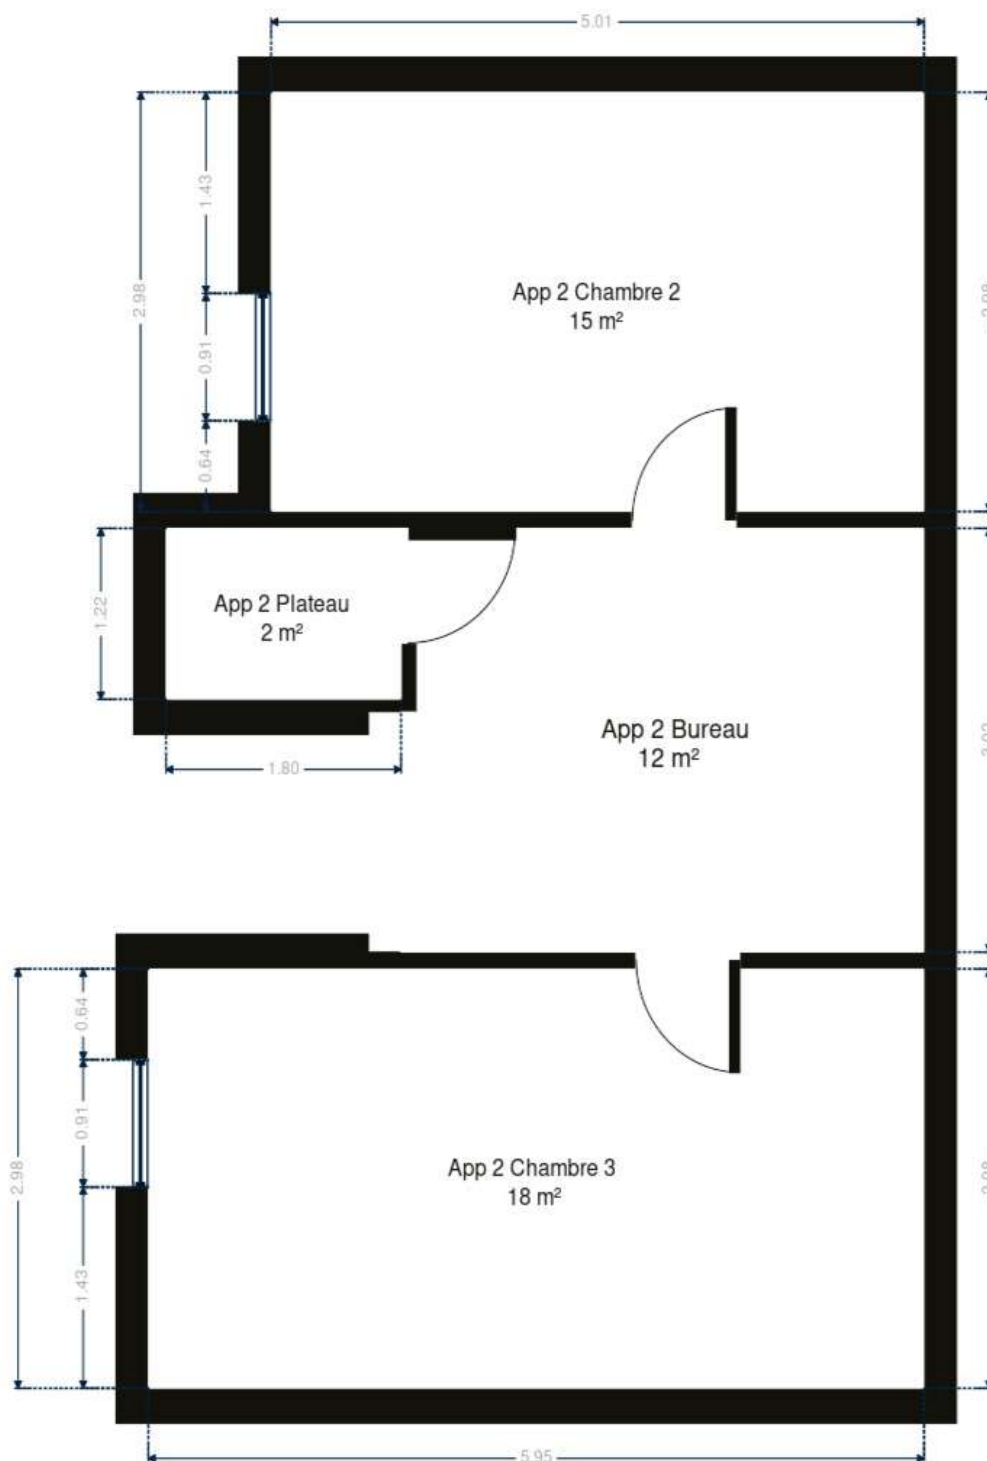 5.01
1.43
2.98
App 2 Chambre 2
15 m²
0.91
0.64
App 2 Plateau
2 m²
1.22
App 2 Bureau
12 m²
1.80
0.64
0.91
2.98
App 2 Chambre 3
18 m²
1.43
5.95